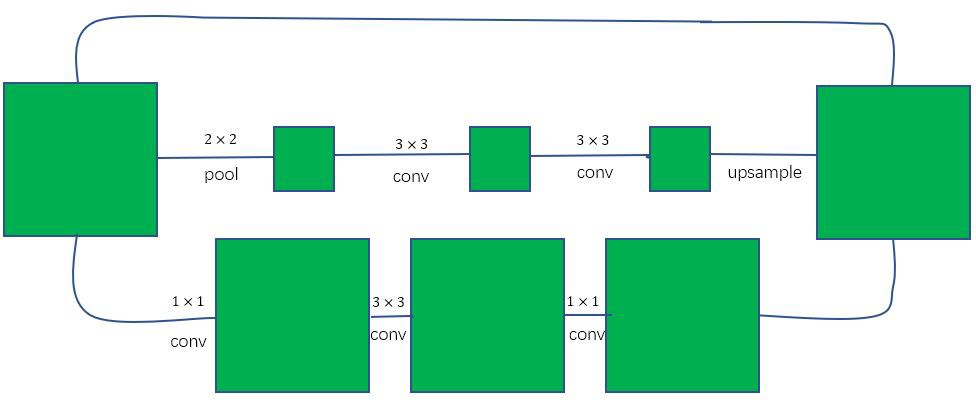 2 × 2
pool
3 × 3
conv
3 × 3
conv
upsample
1 × 1
conv
3 × 3
conv
1 × 1
conv